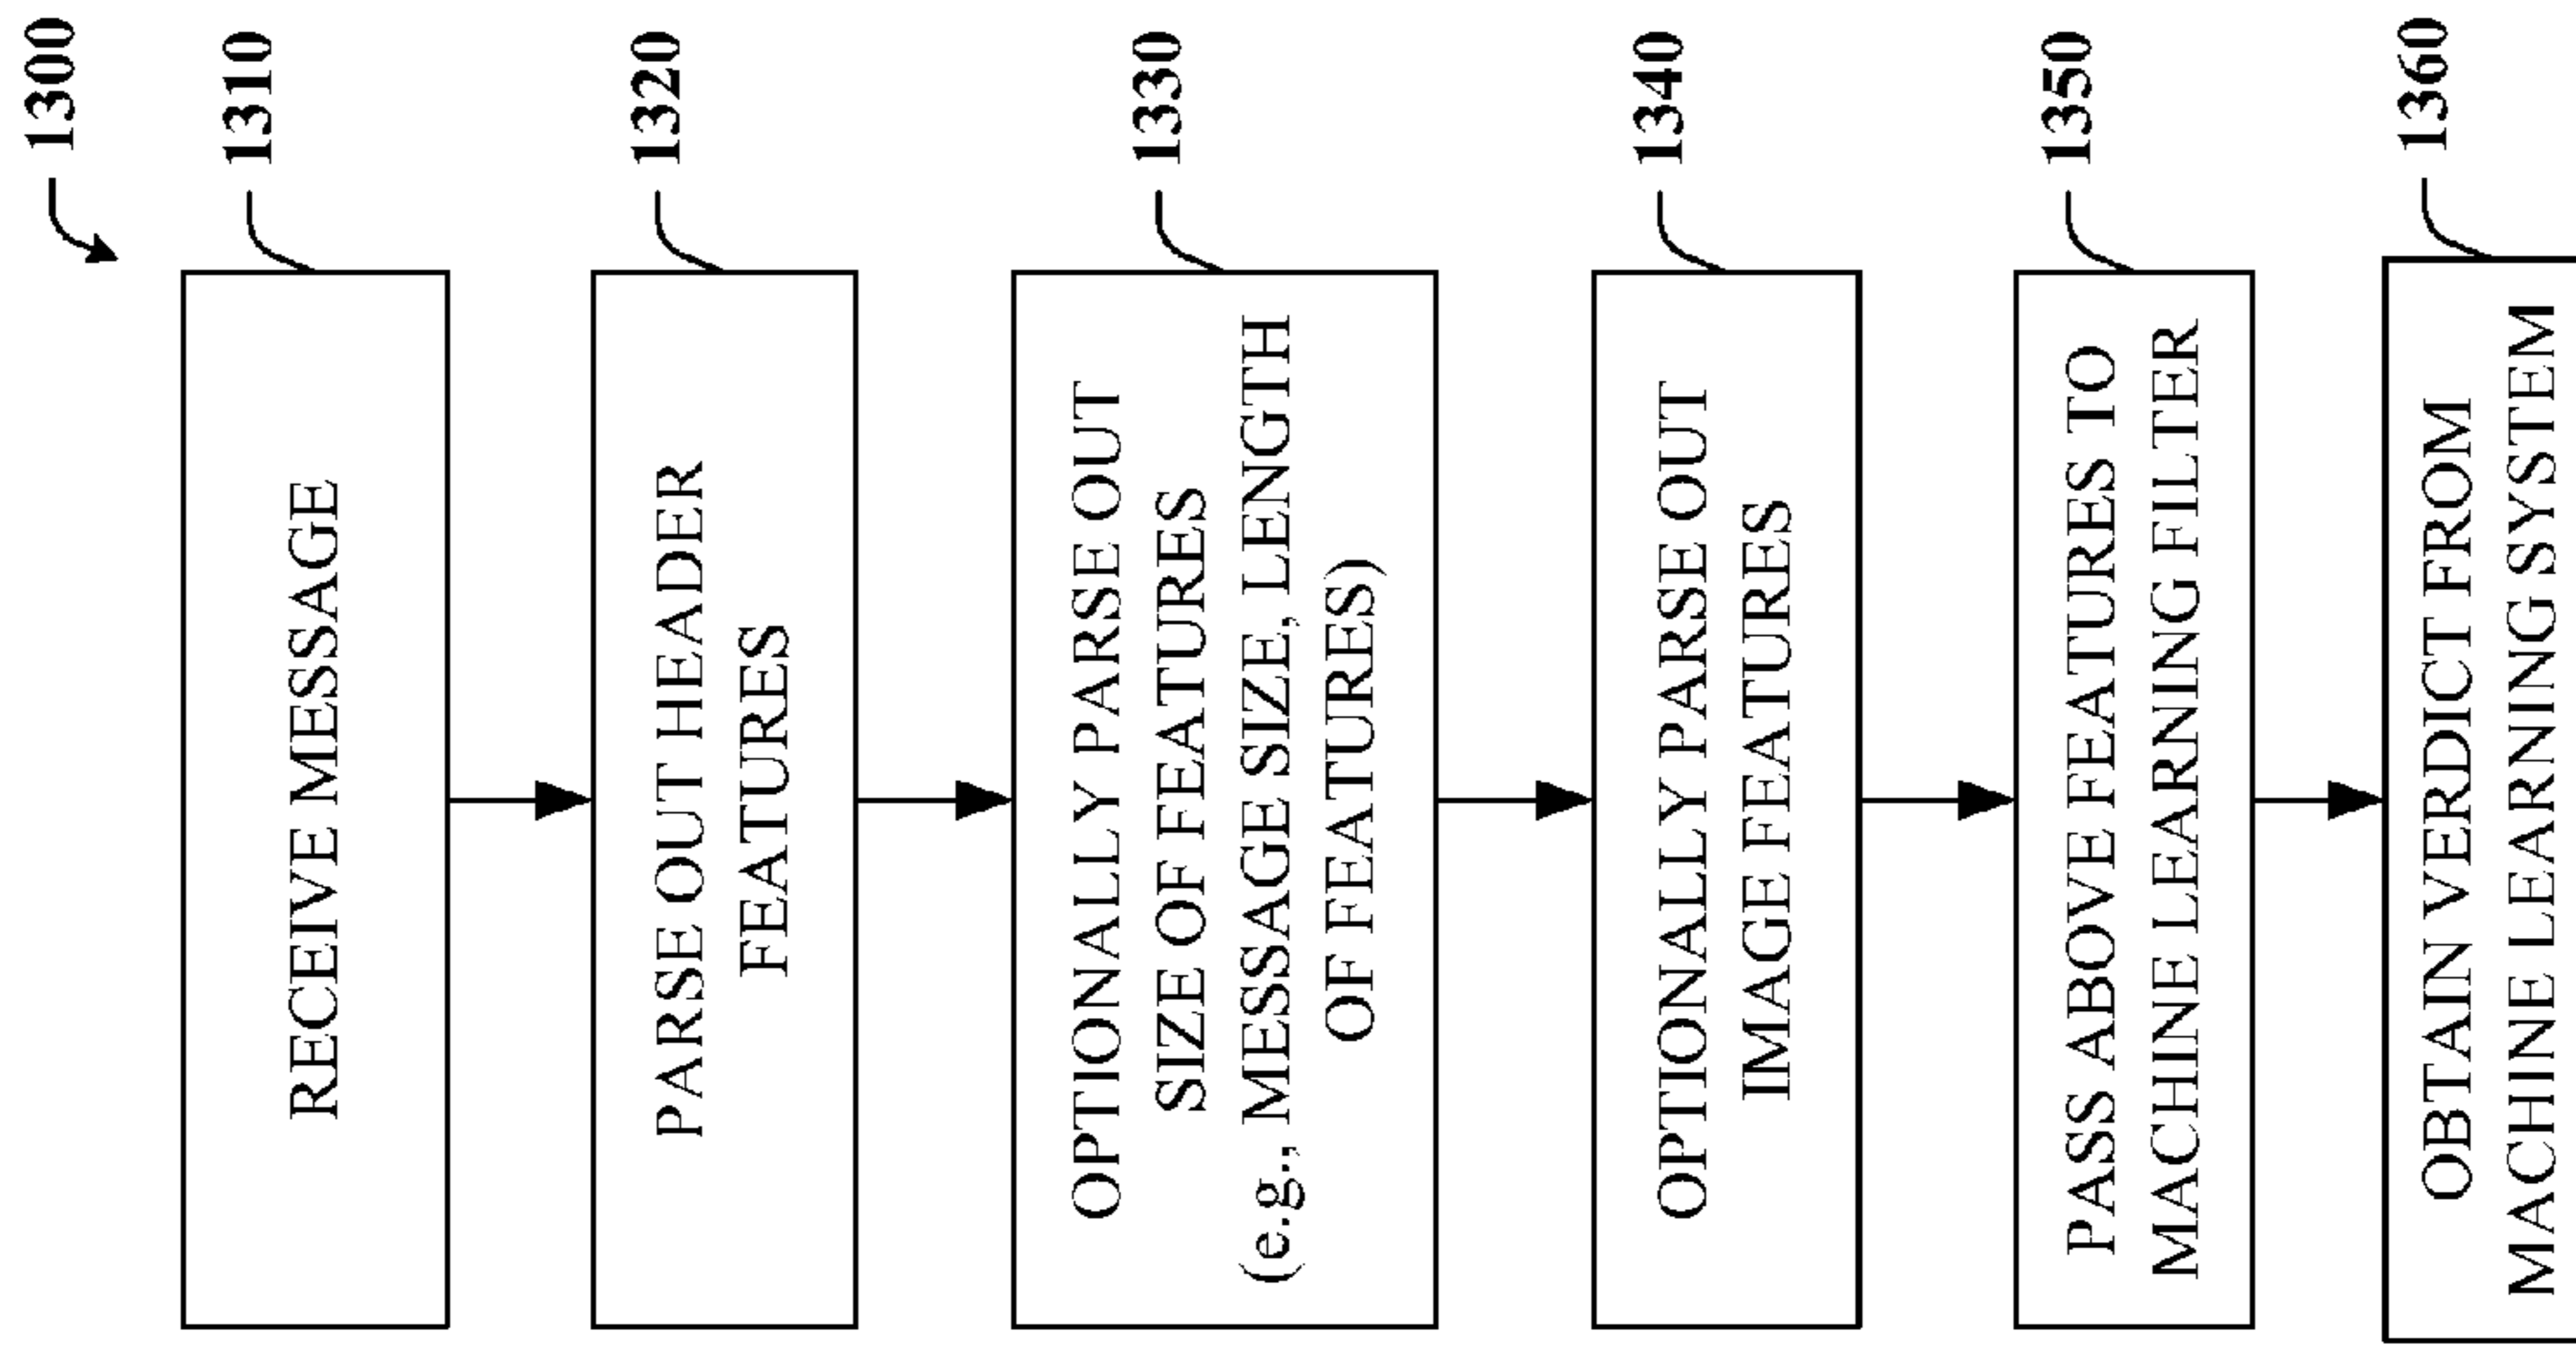 1300
1310
RECEIVE MESSAGE
1320
PARSE OUT HEADER
FEATURES
1330
OPTIONALLY PARSE OUT
SIZE OF FEATURES
(e.g., MESSAGE SIZE, LENGTH
OF FEATURES)
1340
OPTIONALLY PARSE OUT
IMAGE FEATURES
1350
PASS ABOVE FEATURES TO
MACHINE LEARNING FILTER
1360
OBTAIN VERDICT FROM
MACHINE LEARNING SYSTEM